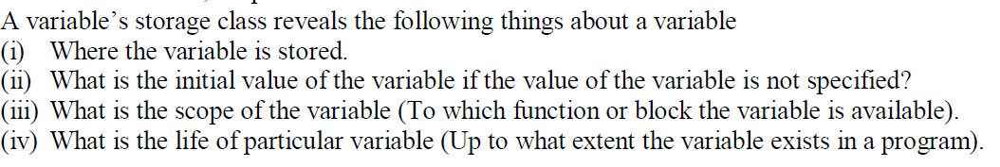 A variable’s storage class reveals the following things about a variable
(i) Where the variable is stored.
(ii) What is the initial value of the variable if the value of the variable is not specified?
(iii) What is the scope of the variable (To which function or block the variable is available).
(iv) What is the life of particular variable (Up to what extent the variable exists in a program).